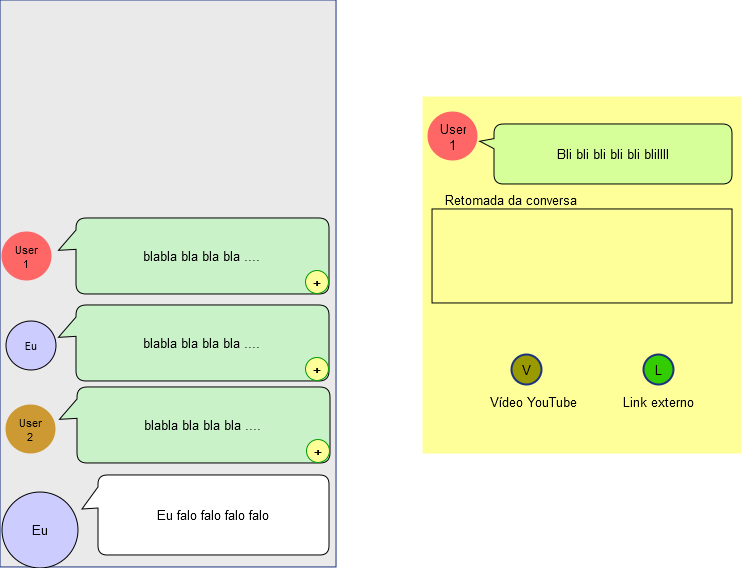 User
1
blabla bla bla bla ....
+
Eu
blabla bla bla bla ....
+
User
2
blabla bla bla bla ....
+
Eu
Eu falo falo falo falo
User
1
Bli bli bli bli bli blillll
Retomada da conversa
V
L
Vídeo YouTube
Link externo